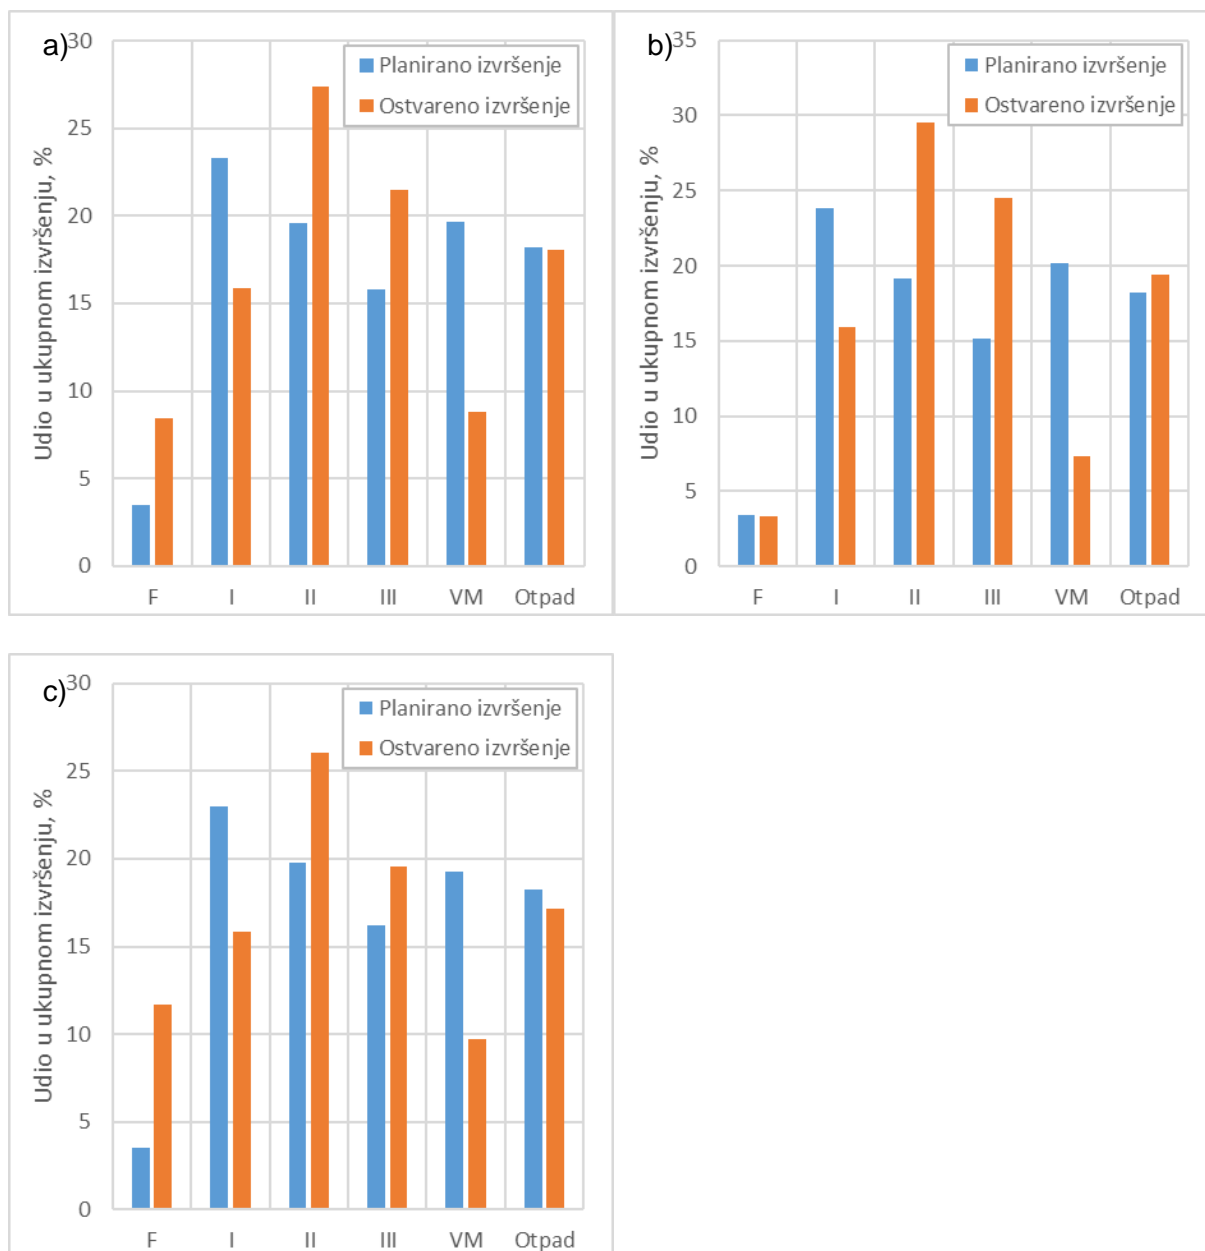 a)
Planirano izvršenje
Ostvareno izvršenje
Udio u ukupnom izvršenju, %
30
25
20
15
10
5
0
F I II III VM Otpad
b)
Planirano izvršenje
Ostvareno izvršenje
Udio u ukupnom izvršenju, %
35
30
25
20
15
10
5
0
F I II III VM Otpad
c)
Planirano izvršenje
Ostvareno izvršenje
Udio u ukupnom izvršenju, %
30
25
20
15
10
5
0
F I II III VM Otpad